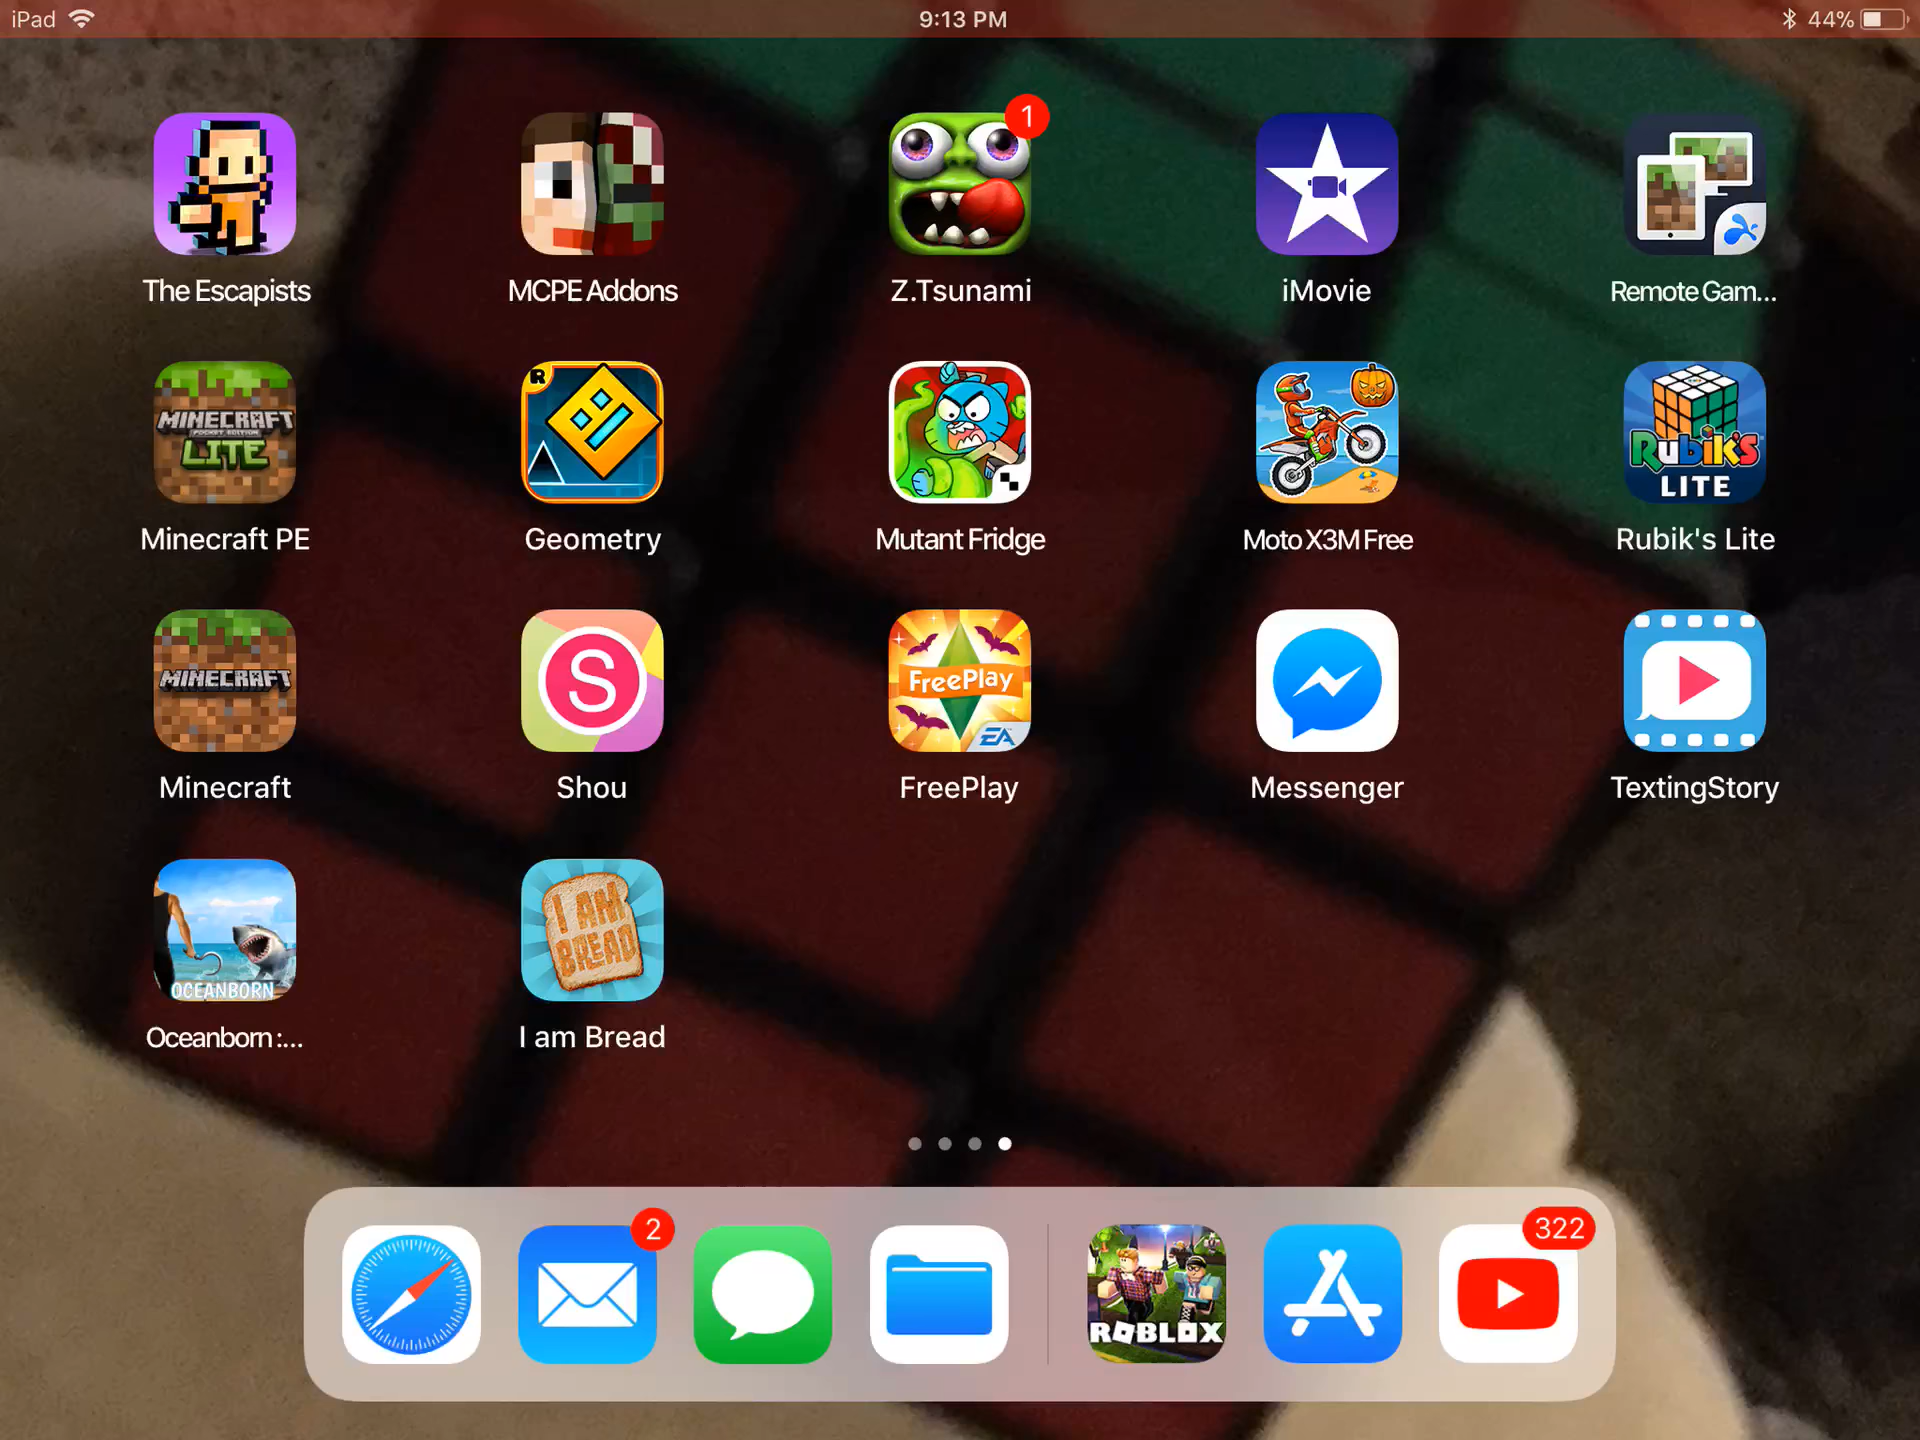 iPad
9:13 PM
44%
1
The Escapists
MCPE Addons
Z.Tsunami
iMovie
Remote Gam...
R
MINECRAFT
POCKET EDITION
LITE
Rubik's
LITE
Minecraft PE
Geometry
Mutant Fridge
Moto X3M Free
Rubik's Lite
MINECRAFT
S
FreePlay
EA
Minecraft
Shou
FreePlay
Messenger
TextingStory
OCEANBORN
I AM
BREAD
Oceanborn :...
I am Bread
2
322
ROBLOX